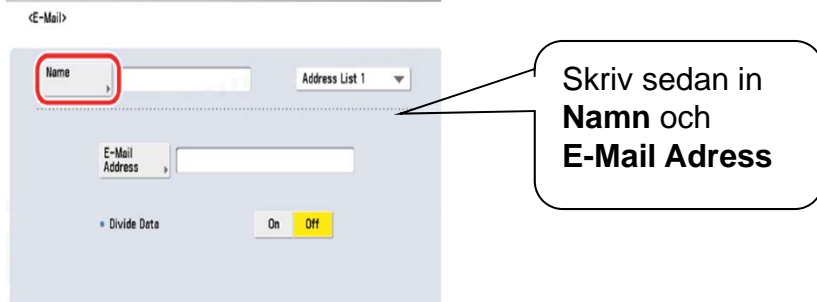 <E-Mail>
Name
Address List 1
E-Mail
Address
Divide Data
On Off
Skriv sedan in
Namn och
E-Mail Adress